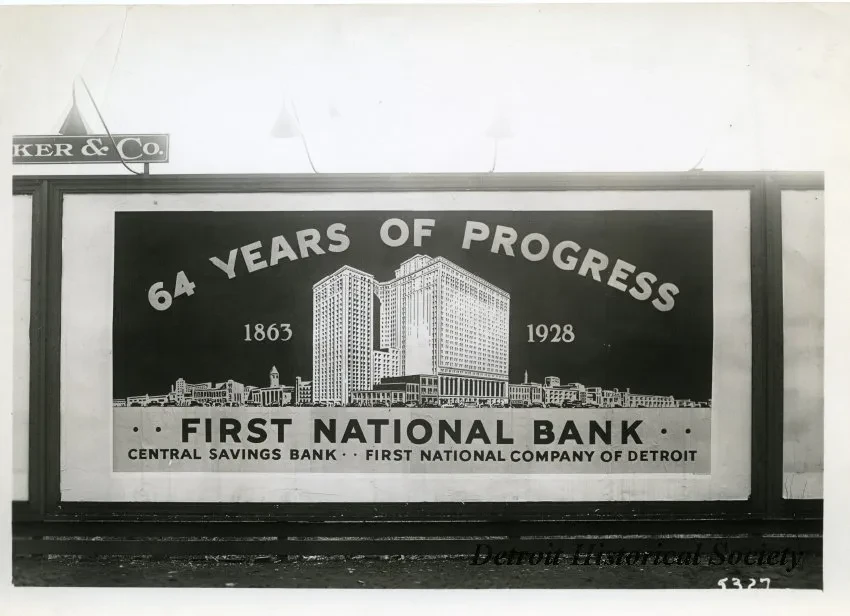 KER & Co.
64 YEARS OF PROGRESS
1863 1928
·· FIRST NATIONAL BANK ··
CENTRAL SAVINGS BANK ·· FIRST NATIONAL COMPANY OF DETROIT
Detroit Historical Society
5327